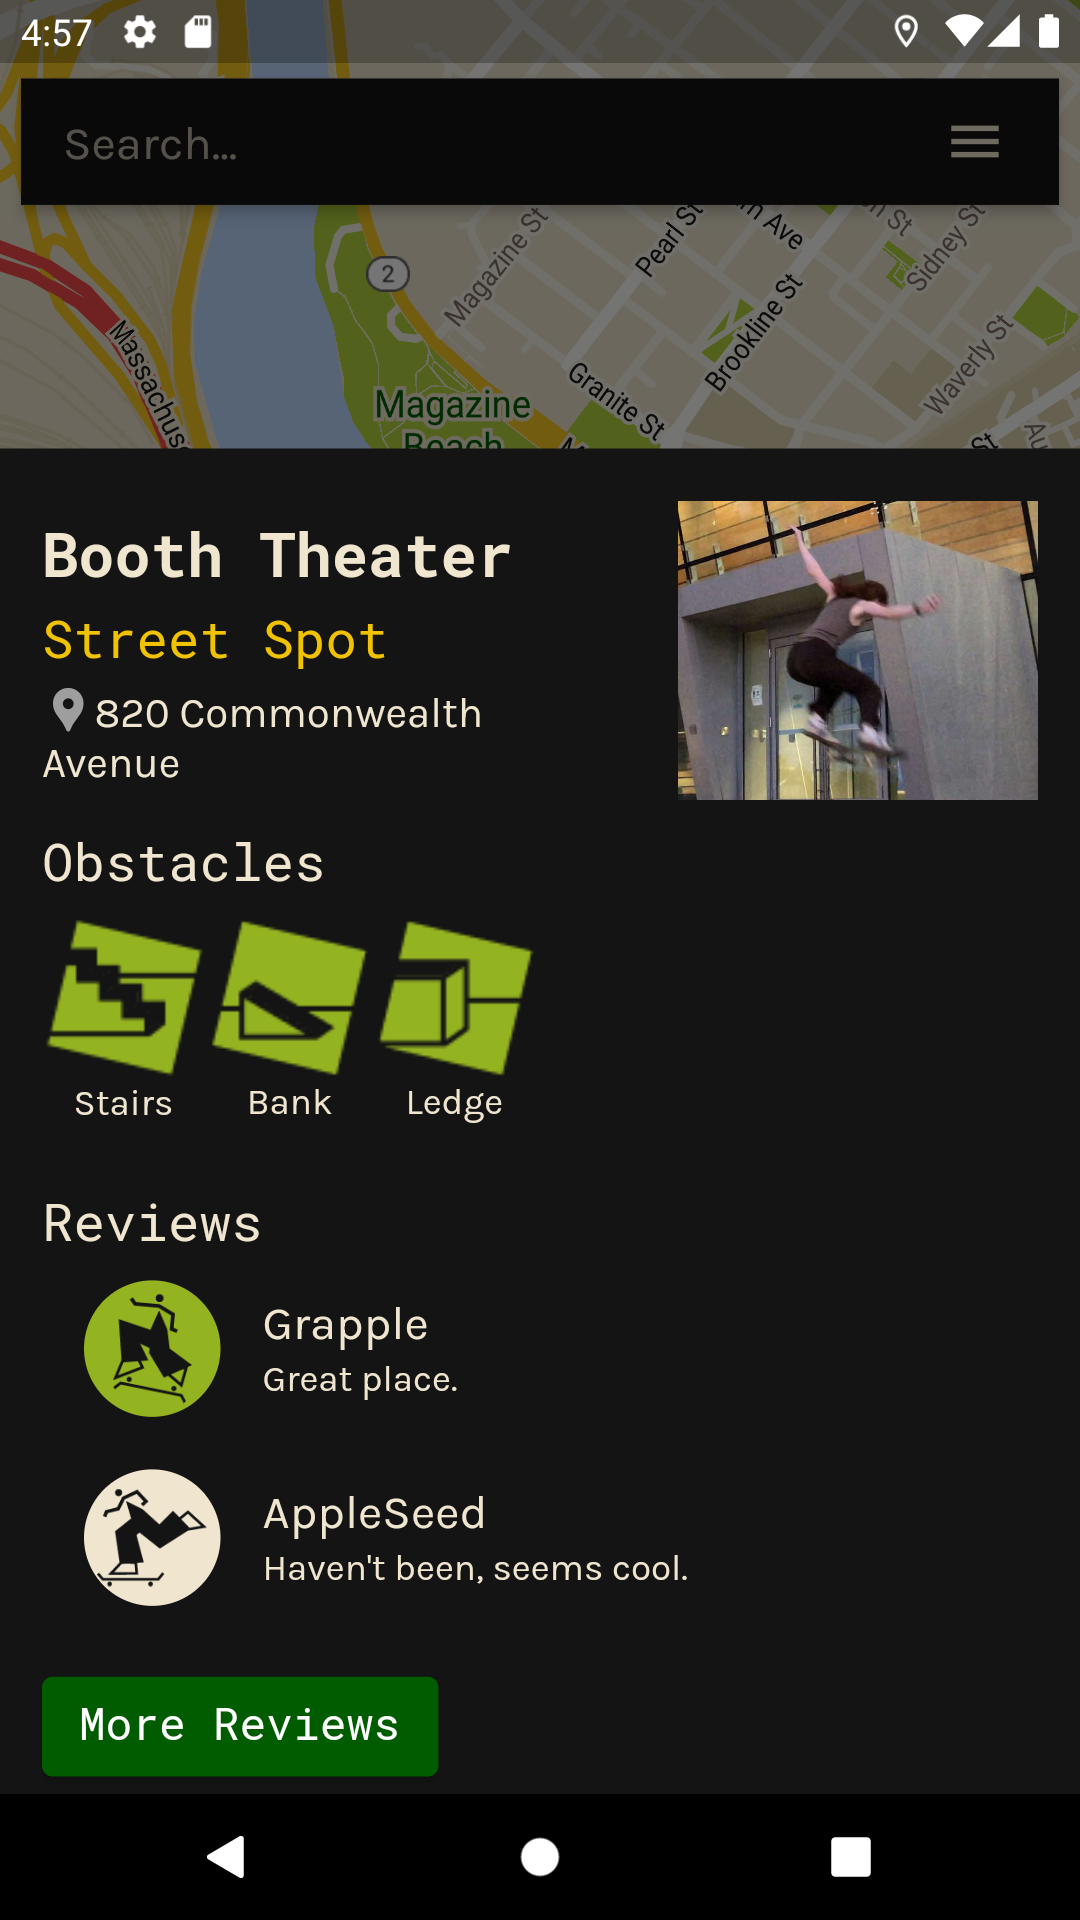 4:57
Search...
Magazine St
Pearl St
Ave
St
Sidney St
2
Massachus
Brookline St
Waverly St
Granite St
Magazine
Beach
St
Booth Theater
Street Spot
820 Commonwealth
Avenue
Obstacles
Stairs
Bank
Ledge
Reviews
Grapple
Great place.
AppleSeed
Haven't been, seems cool.
More Reviews